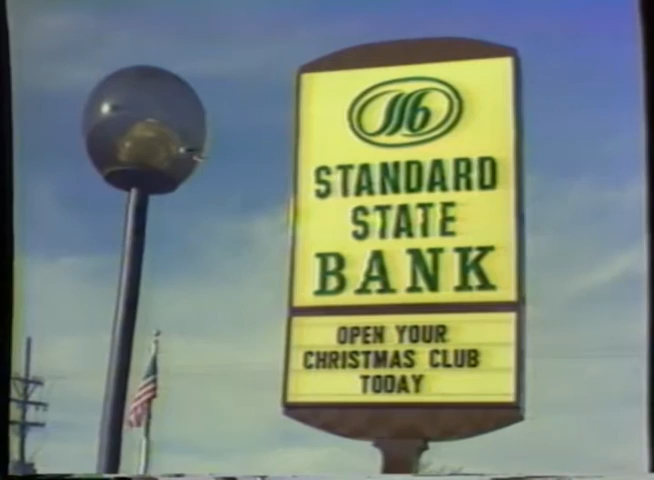 STANDARD
STATE
BANK
OPEN YOUR
CHRISTMAS CLUB
TODAY